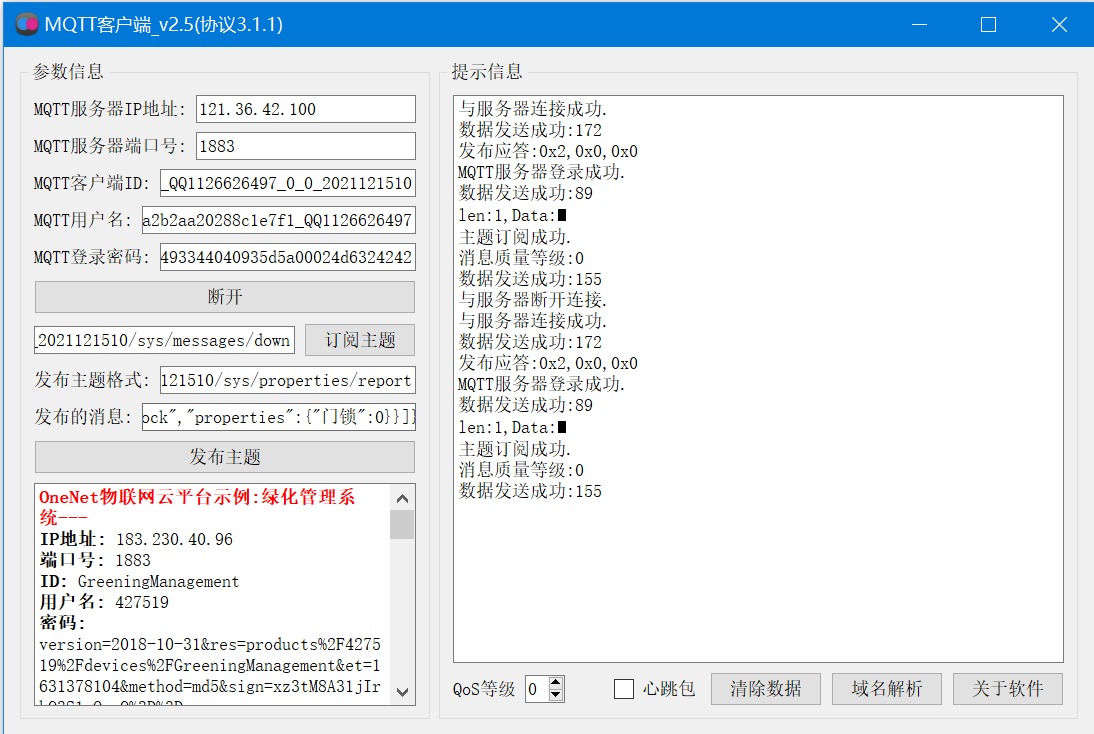 MQTT客户端_v2.5(协议3.1.1)
参数信息
MQTT服务器IP地址: 121.36.42.100
MQTT服务器端口号: 1883
MQTT客户端ID: _QQ1126626497_0_0_2021121510
MQTT用户名: a2b2aa20288c1e7f1_QQ1126626497
MQTT登录密码: 493344040935d5a00024d6324242
断开
_2021121510/sys/messages/down 订阅主题
发布主题格式: 121510/sys/properties/report
发布的消息: ock","properties":{"门锁":0}}]}
发布主题
OneNet物联网云平台示例:绿化管理系
统---
IP地址: 183.230.40.96
端口号: 1883
ID: GreeningManagement
用户名: 427519
密码:
version=2018-10-31&res=products%2F4275
19%2Fdevices%2FGreeningManagement&et=1
631378104&method=md5&sign=xz3tM8A31jIr
提示信息
与服务器连接成功.
数据发送成功:172
发布应答:0x2,0x0,0x0
MQTT服务器登录成功.
数据发送成功:89
len:1,Data:■
主题订阅成功.
消息质量等级:0
数据发送成功:155
与服务器断开连接.
与服务器连接成功.
数据发送成功:172
发布应答:0x2,0x0,0x0
MQTT服务器登录成功.
数据发送成功:89
len:1,Data:■
主题订阅成功.
消息质量等级:0
数据发送成功:155
QoS等级 0 心跳包 清除数据 域名解析 关于软件